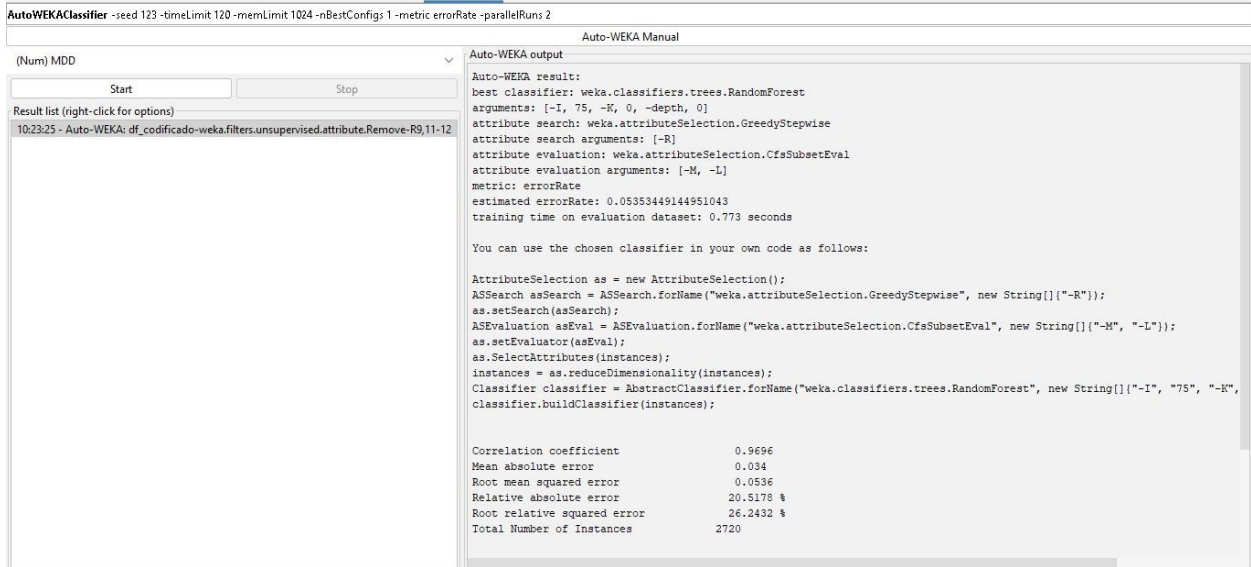 AutoWEKAClassifier -seed 123 -timeLimit 120 -memLimit 1024 -nBestConfigs 1 -metric errorRate -parallelRuns 2
Auto-WEKA Manual
(Num) MDD
Start Stop
Result list (right-click for options)
10:23:25 - Auto-WEKA: df_codificado-weka.filters.unsupervised.attribute.Remove-R9,11-12
Auto-WEKA output
Auto-WEKA result:
best classifier: weka.classifiers.trees.RandomForest
arguments: [-I, 75, -K, 0, -depth, 0]
attribute search: weka.attributeSelection.GreedyStepwise
attribute search arguments: [-R]
attribute evaluation: weka.attributeSelection.CfsSubsetEval
attribute evaluation arguments: [-M, -L]
metric: errorRate
estimated errorRate: 0.05353449144951043
training time on evaluation dataset: 0.773 seconds
You can use the chosen classifier in your own code as follows:
AttributeSelection as = new AttributeSelection();
ASSearch asSearch = ASSearch.forName("weka.attributeSelection.GreedyStepwise", new String[]{"-R"});
as.setSearch(asSearch);
ASEvaluation asEval = ASEvaluation.forName("weka.attributeSelection.CfsSubsetEval", new String[]{"-M", "-L"});
as.setEvaluator(asEval);
as.SelectAttributes(instances);
instances = as.reduceDimensionality(instances);
Classifier classifier = AbstractClassifier.forName("weka.classifiers.trees.RandomForest", new String[]{"-I", "75", "-K",
classifier.buildClassifier(instances);
Correlation coefficient 0.9696
Mean absolute error 0.034
Root mean squared error 0.0536
Relative absolute error 20.5178 %
Root relative squared error 26.2432 %
Total Number of Instances 2720